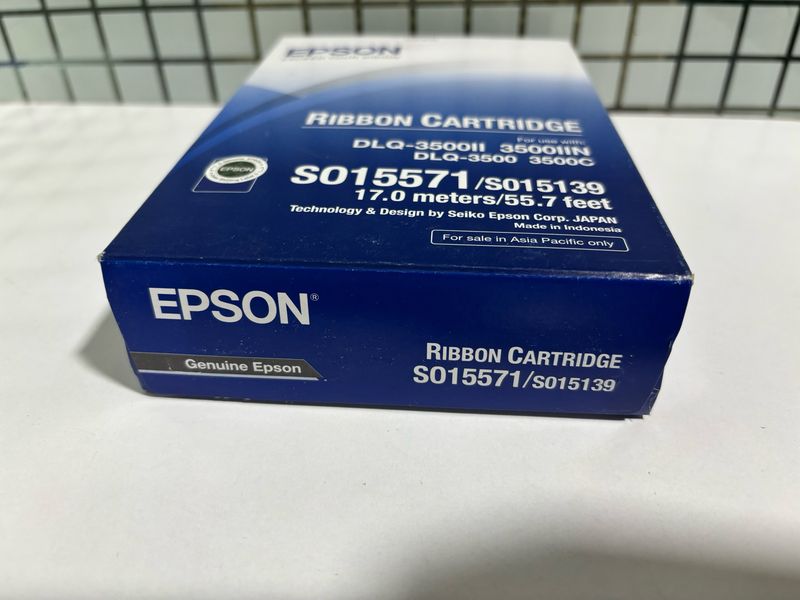 EPSON
RIBBON CARTRIDGE
For use with:
DLQ-3500II 3500IIN
DLQ-3500 3500C
EPSON
S015571/S015139
17.0 meters/55.7 feet
Technology & Design by Seiko Epson Corp. JAPAN
Made in Indonesia
For sale in Asia Pacific only
EPSON®
Genuine Epson
RIBBON CARTRIDGE
S015571/S015139